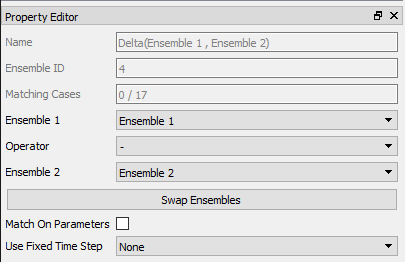 Property Editor
Name Delta(Ensemble 1 , Ensemble 2)
Ensemble ID 4
Matching Cases 0 / 17
Ensemble 1 Ensemble 1
Operator -
Ensemble 2 Ensemble 2
Swap Ensembles
Match On Parameters
Use Fixed Time Step None